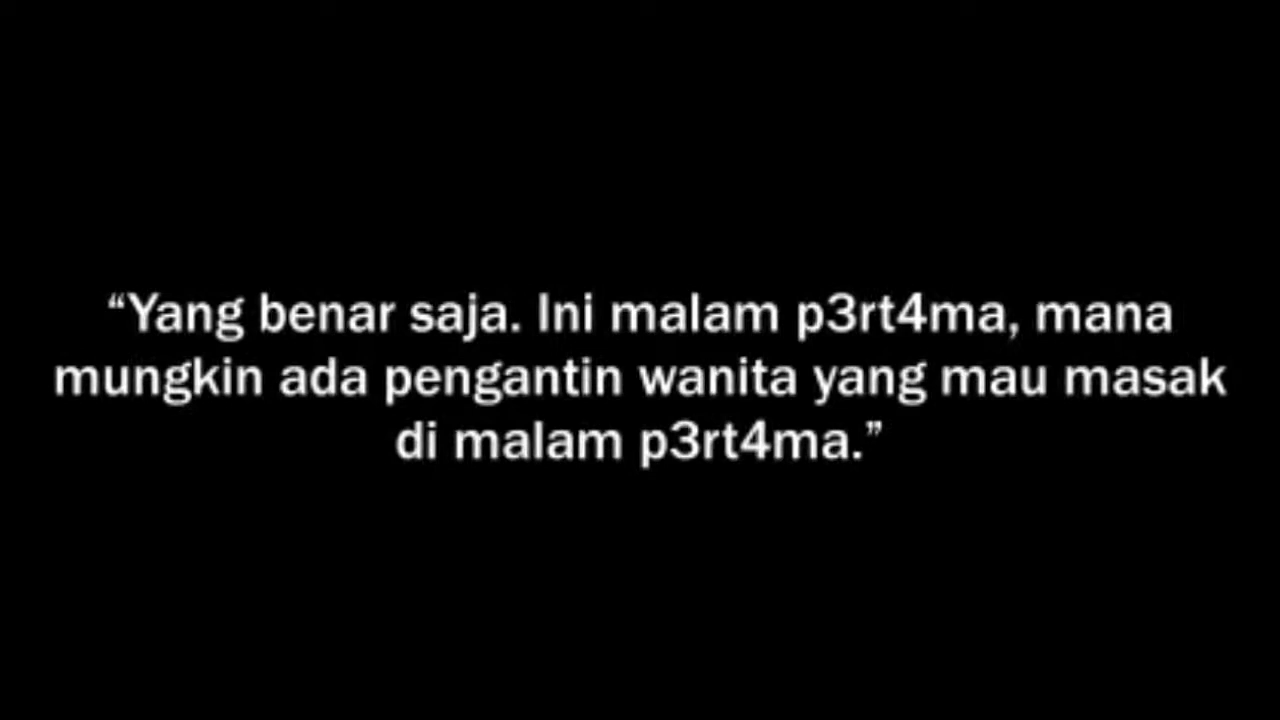 “Yang benar saja. Ini malam p3rt4ma, mana
mungkin ada pengantin wanita yang mau masak
di malam p3rt4ma.”